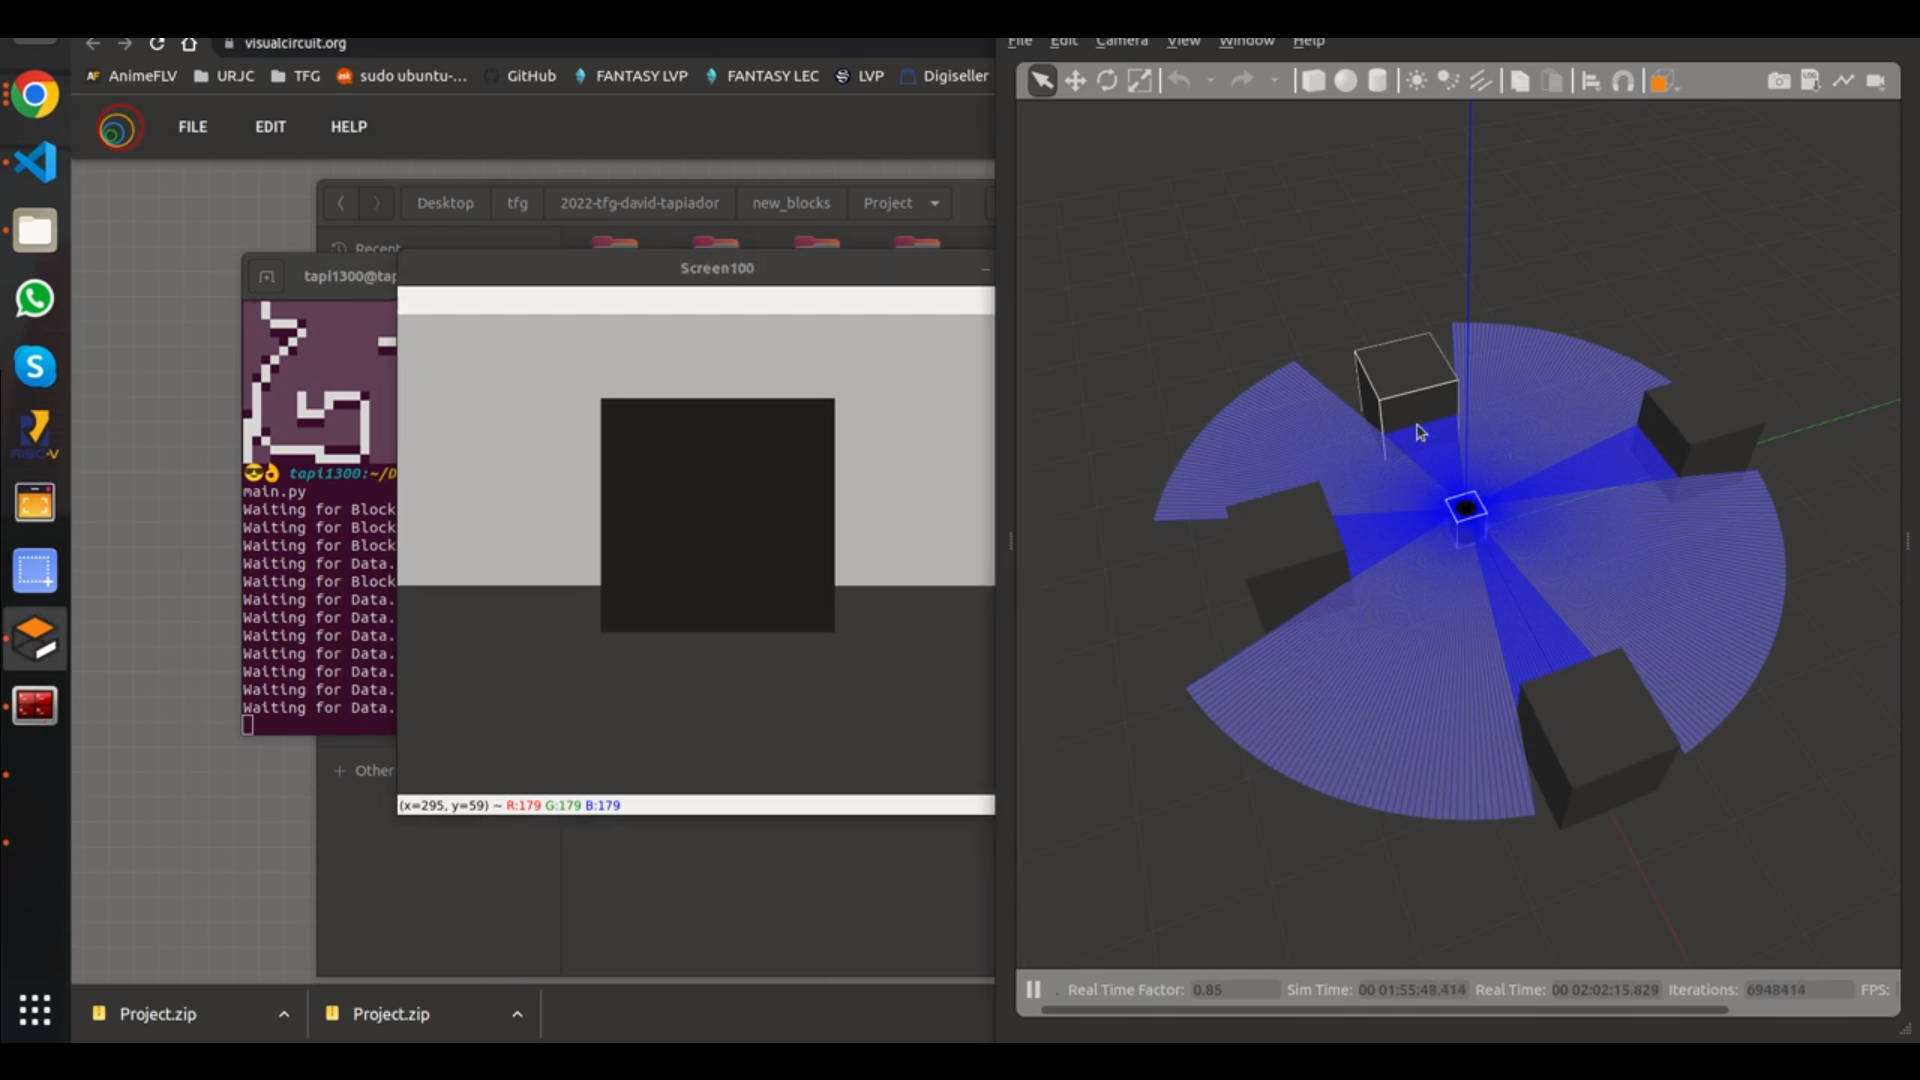 visualcircuit.org
AnimeFLV URJC TFG sudo ubuntu-... GitHub FANTASY LVP FANTASY LEC LVP Digiseller
FILE EDIT HELP
Desktop tfg 2022-tfg-david-tapiador new_blocks Project
Recent
tapi1300@tap
Screen100
tapi1300:~/D
main.py
Waiting for Block
Waiting for Block
Waiting for Block
Waiting for Data.
Waiting for Block
Waiting for Data.
Waiting for Data.
Waiting for Data.
Waiting for Data.
Waiting for Data.
Waiting for Data.
Waiting for Data.
Other
(x=295, y=59) ~ R:179 G:179 B:179
Project.zip
Project.zip
File Edit Camera View Window Help
LOG
Real Time Factor: 0.85 Sim Time: 00 01:55:48.414 Real Time: 00 02:02:15.829 Iterations: 6948414 FPS:
S
RISC-V